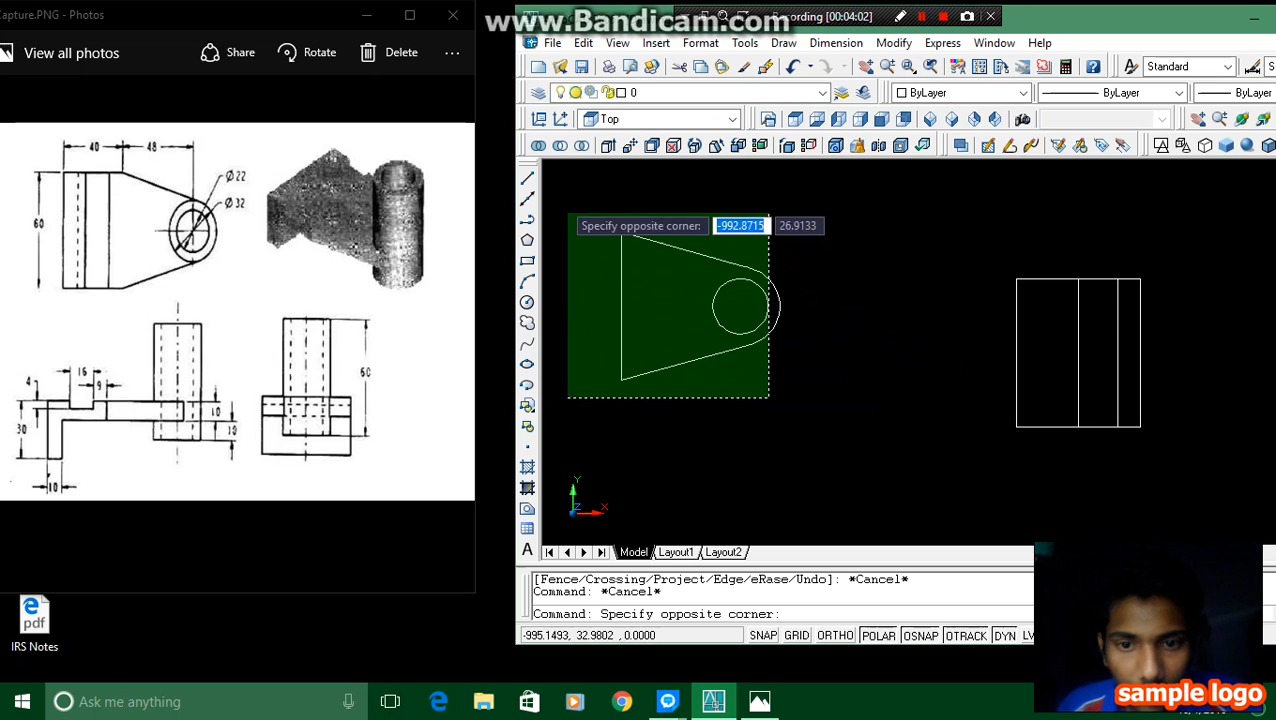 www.Bandicam.com
Capture.PNG - Photos
Recording [00:04:02]
View all photos
Share
Rotate
Delete
File Edit View Insert Format Tools Draw Dimension Modify Express Window Help
Standard
0
ByLayer
ByLayer
ByLayer
Top
40
48
Ø 22
Ø 32
60
Specify opposite corner:
-992.8715
26.9133
16
4
9
30
10
10
10
60
Y
Z
X
Model
Layout1
Layout2
[Fence/Crossing/Project/Edge/eRase/Undo]: *Cancel*
Command: *Cancel*
Command: Specify opposite corner:
-995.1493, 32.9802 , 0.0000
SNAP GRID ORTHO POLAR OSNAP OTRACK DYN
pdf
IRS Notes
Ask me anything
sample logo